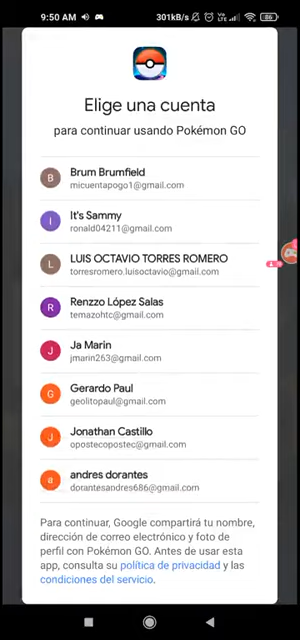 9:50 AM
301kB/s
Vo
LTE
86
Elige una cuenta
para continuar usando Pokémon GO
B
Brum Brumfield
micuentapogo1@gmail.com
I
It's Sammy
ronald04211@gmail.com
L
LUIS OCTAVIO TORRES ROMERO
torresromero.luisoctavio@gmail.com
R
Renzzo López Salas
temazohtc@gmail.com
J
Ja Marin
jmarin263@gmail.com
G
Gerardo Paul
geolitopaul@gmail.com
J
Jonathan Castillo
opostecopostec@gmail.com
a
andres dorantes
dorantesandres686@gmail.com
Para continuar, Google compartirá tu nombre,
dirección de correo electrónico y foto de
perfil con Pokémon GO. Antes de usar esta
app, consulta su política de privacidad y las
condiciones del servicio.